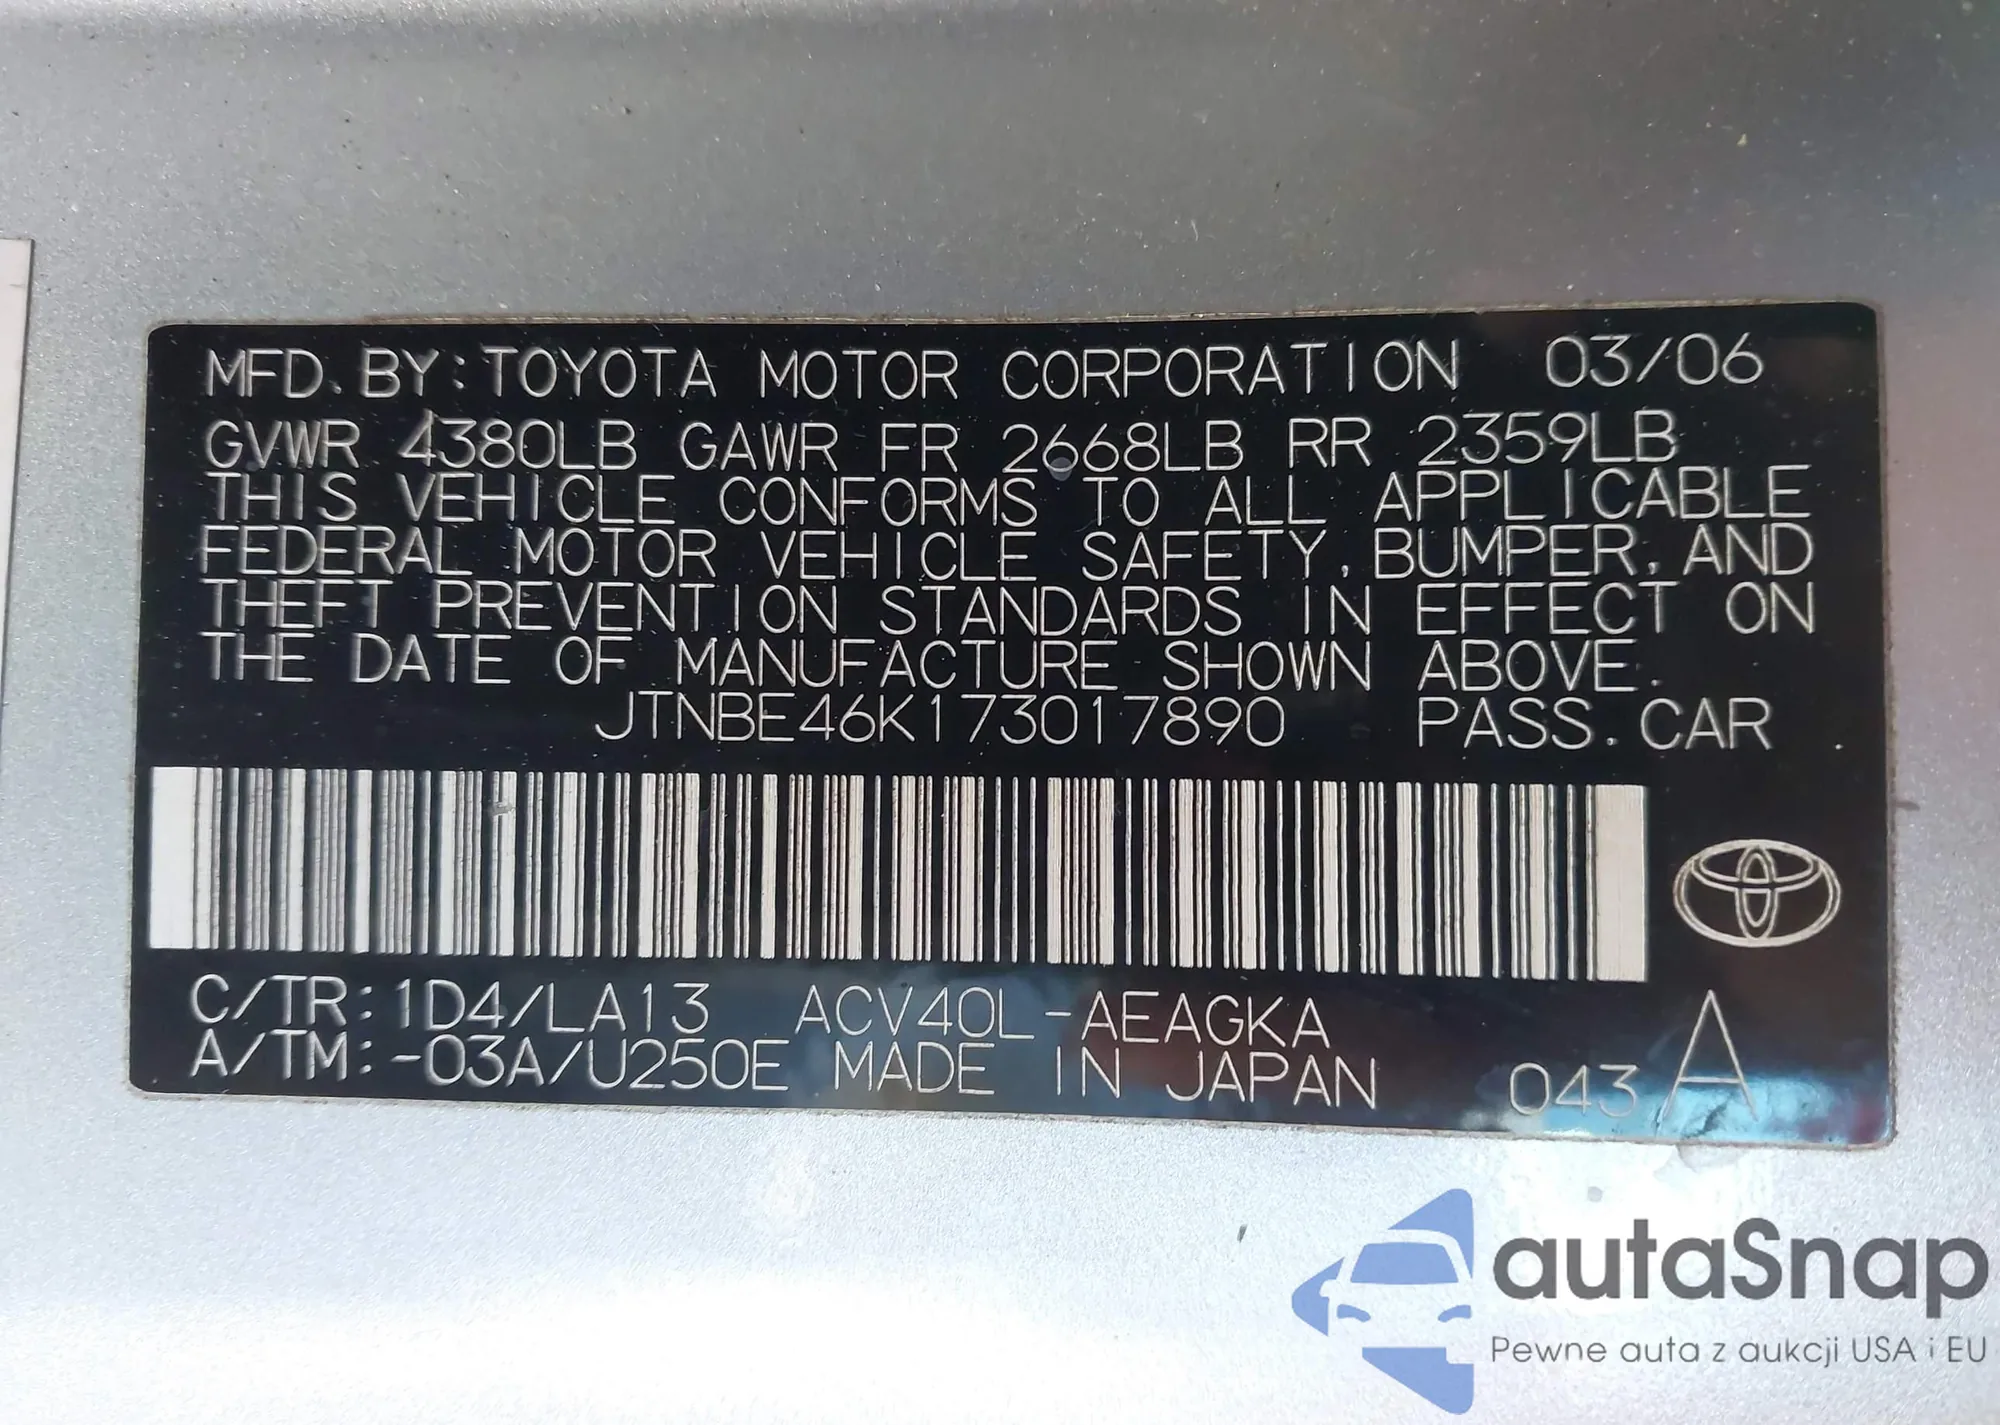 MFD. BY: TOYOTA MOTOR CORPORATION 03/06
GVWR 4380LB GAWR FR 2668LB RR 2359LB
THIS VEHICLE CONFORMS TO ALL APPLICABLE
FEDERAL MOTOR VEHICLE SAFETY, BUMPER, AND
THEFT PREVENTION STANDARDS IN EFFECT ON
THE DATE OF MANUFACTURE SHOWN ABOVE.
JTNBE46K173017890 PASS. CAR
C/TR: 1D4/LA13 ACV40L-AEAGKA
A/TM: -03A/U250E MADE IN JAPAN 043 A
autaSnap
Pewne auta z aukcji USA i EU